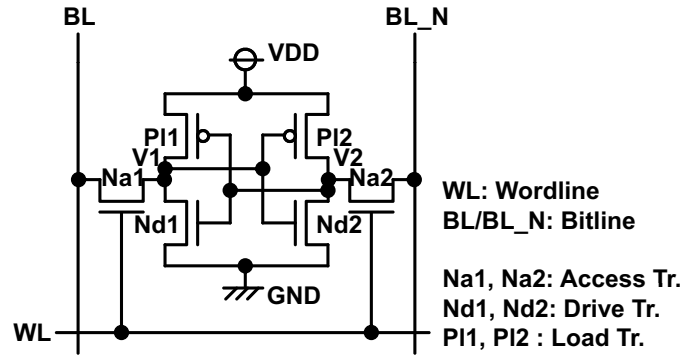 BL
BL_N
VDD
Pl1
Pl2
V1
V2
Na1
Na2
Nd1
Nd2
GND
WL
WL: Wordline
BL/BL_N: Bitline
Na1, Na2: Access Tr.
Nd1, Nd2: Drive Tr.
Pl1, Pl2 : Load Tr.